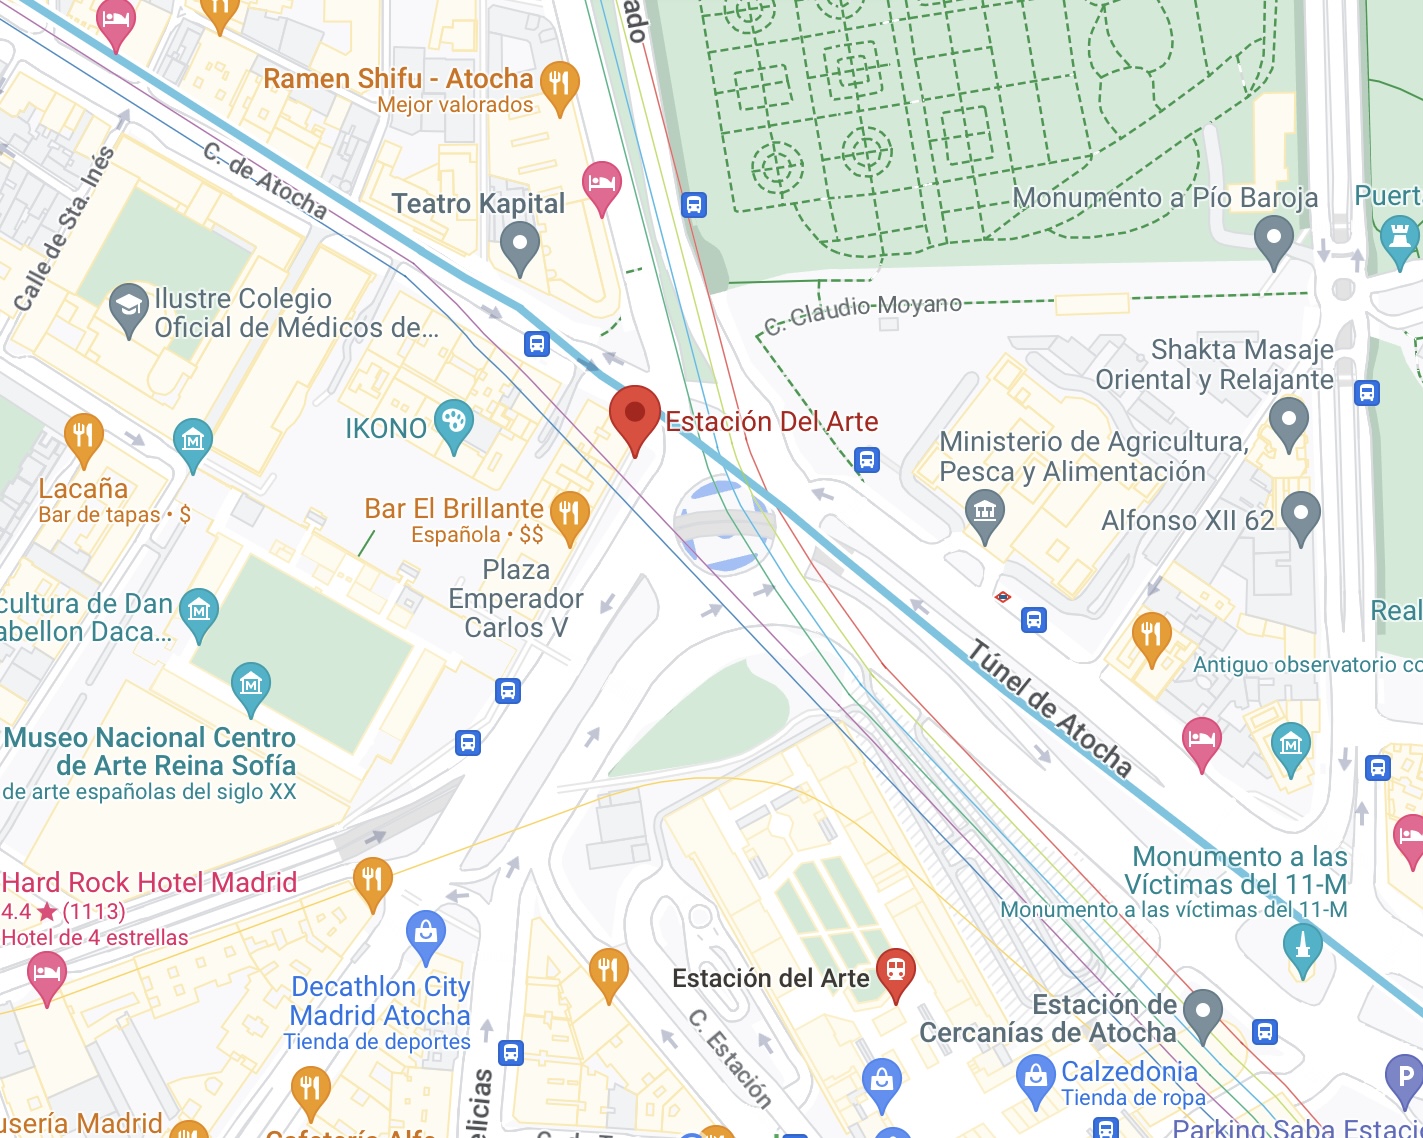 ado
Ramen Shifu - Atocha
Mejor valorados
C. de Atocha
Calle de Sta. Inés
Teatro Kapital
Monumento a Pío Baroja
Puert
Ilustre Colegio
Oficial de Médicos de...
C. Claudio Moyano
Shakta Masaje
Oriental y Relajante
IKONO
Estación Del Arte
Ministerio de Agricultura,
Pesca y Alimentación
Lacaña
Bar de tapas • $
Bar El Brillante
Española • $$
Alfonso XII 62
Plaza
Emperador
Carlos V
cultura de Dan
abellon Daca...
Real
Antiguo observatorio co
Túnel de Atocha
Museo Nacional Centro
de Arte Reina Sofía
de arte españolas del siglo XX
Monumento a las
Víctimas del 11-M
Monumento a las víctimas del 11-M
Hard Rock Hotel Madrid
4.4 ★ (1113)
Hotel de 4 estrellas
Estación del Arte
Decathlon City
Madrid Atocha
Tienda de deportes
Estación de
Cercanías de Atocha
C. Estación
Calzedonia
Tienda de ropa
P
elicias
usería Madrid
Cafetería Alfe
Parking Saba Estaci